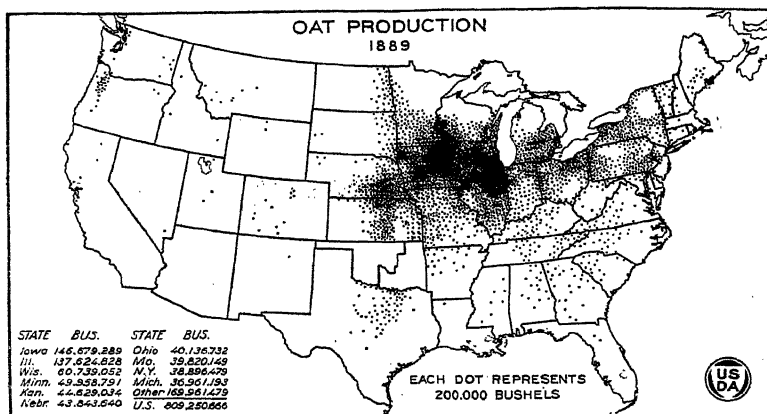 OAT PRODUCTION
1889
STATE BUS. STATE BUS.
Iowa 146,679,289 Ohio 40,136,732
Ill. 137,624,828 Mo. 39,820,149
Wis. 60,739,052 N.Y. 38,896,479
Minn. 49,958,791 Mich. 36,961,193
Kan. 44,629,034 Other 169,961,479
Nebr. 43,843,640 U.S. 809,250,666
EACH DOT REPRESENTS
200,000 BUSHELS
US
DA